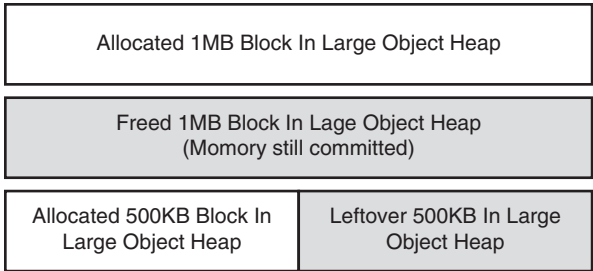 Allocated 1MB Block In Large Object Heap
Freed 1MB Block In Lage Object Heap
(Momory still committed)
Allocated 500KB Block In
Large Object Heap
Leftover 500KB In Large
Object Heap